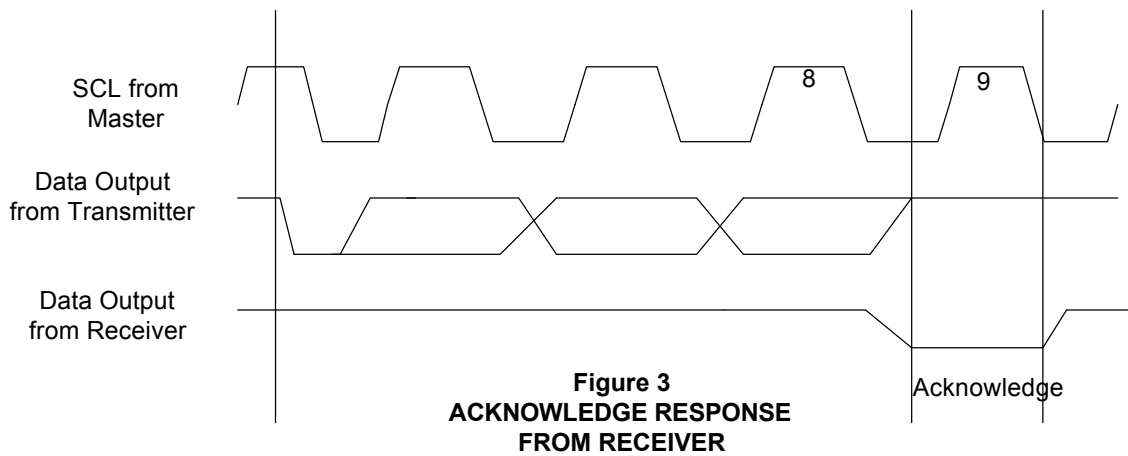 SCL from
Master
8
9
Data Output
from Transmitter
Data Output
from Receiver
Acknowledge
Figure 3
ACKNOWLEDGE RESPONSE
FROM RECEIVER